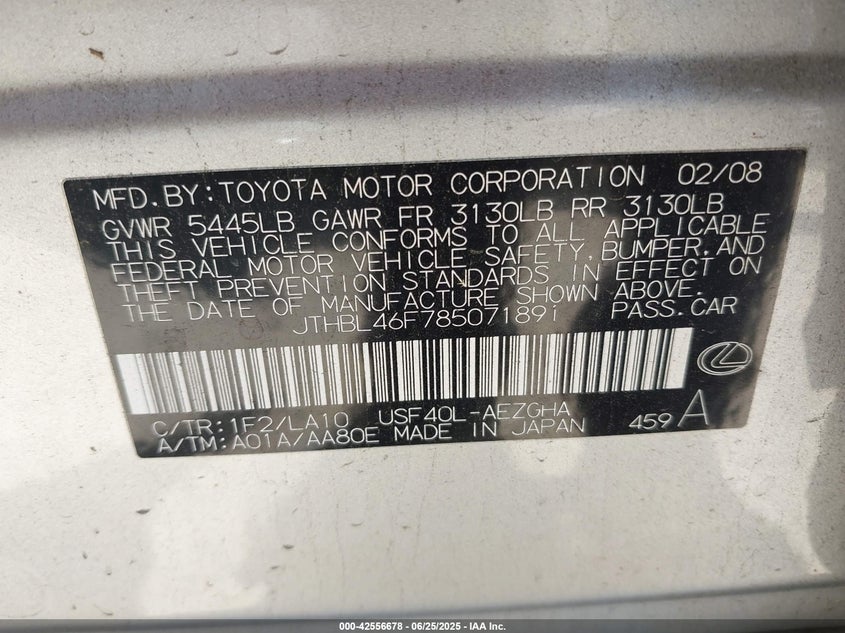 MFD.BY:TOYOTA MOTOR CORPORATION 02/08
GVWR 5445LB GAWR FR 3130LB RR 3130LB
THIS VEHICLE CONFORMS TO ALL APPLICABLE
FEDERAL MOTOR VEHICLE SAFETY,BUMPER,AND
THEFT PREVENTION STANDARDS IN EFFECT ON
THE DATE OF MANUFACTURE SHOWN ABOVE.
JTHBL46F785071891 PASS.CAR
C/TR:1F2/LA10 USF40L-AEZGHA
A/TM:A01A/AA80E MADE IN JAPAN 459 A
000-42556678 / 06/25/2025 - IAA Inc.